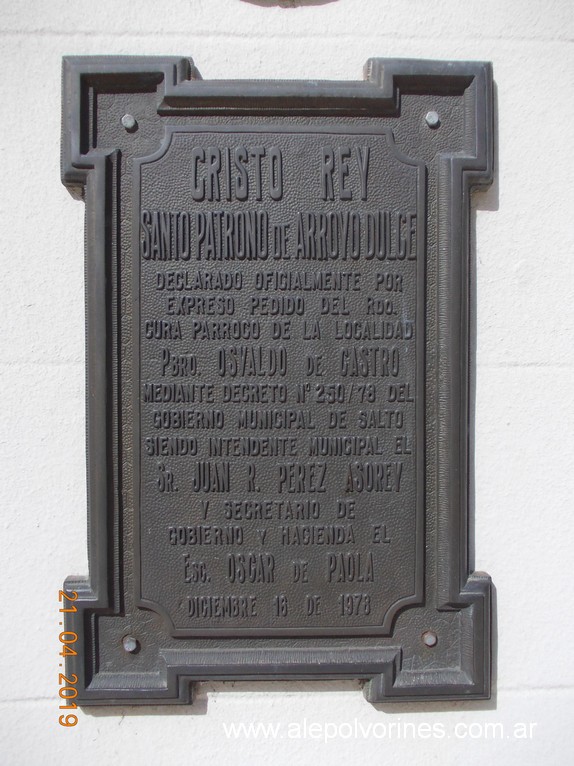 CRISTO REY
SANTO PATRONO DE ARROYO DULCE
DECLARADO OFICIALMENTE POR
EXPRESO PEDIDO DEL RDO.
CURA PARROCO DE LA LOCALIDAD
PBRO. OSVALDO DE CASTRO
MEDIANTE DECRETO Nº 250/78 DEL
GOBIERNO MUNICIPAL DE SALTO
SIENDO INTENDENTE MUNICIPAL EL
SR. JUAN R. PEREZ ASOREY
Y SECRETARIO DE
GOBIERNO Y HACIENDA EL
ESC. OSCAR DE PAOLA
DICIEMBRE 16 DE 1978
21.04.2019
www.alepolvorines.com.ar